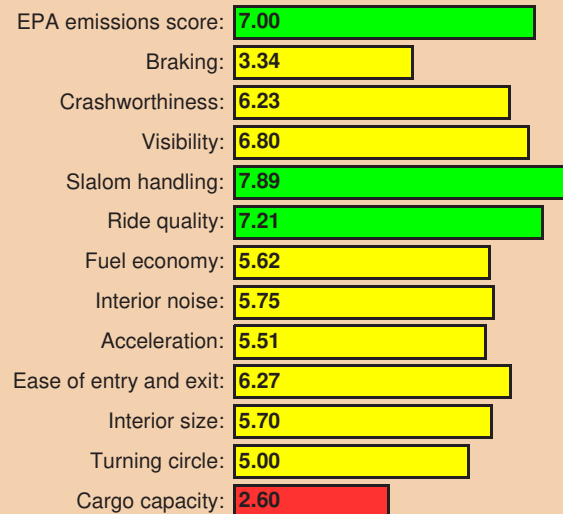 EPA emissions score: 7.00
Braking: 3.34
Crashworthiness: 6.23
Visibility: 6.80
Slalom handling: 7.89
Ride quality: 7.21
Fuel economy: 5.62
Interior noise: 5.75
Acceleration: 5.51
Ease of entry and exit: 6.27
Interior size: 5.70
Turning circle: 5.00
Cargo capacity: 2.60